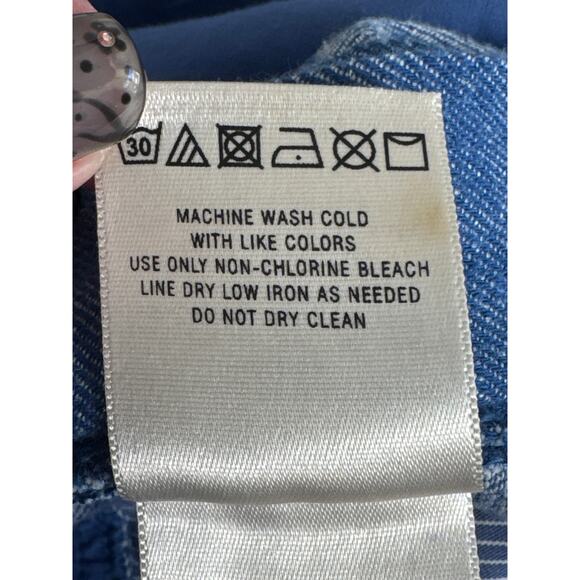 30
MACHINE WASH COLD
WITH LIKE COLORS
USE ONLY NON-CHLORINE BLEACH
LINE DRY LOW IRON AS NEEDED
DO NOT DRY CLEAN